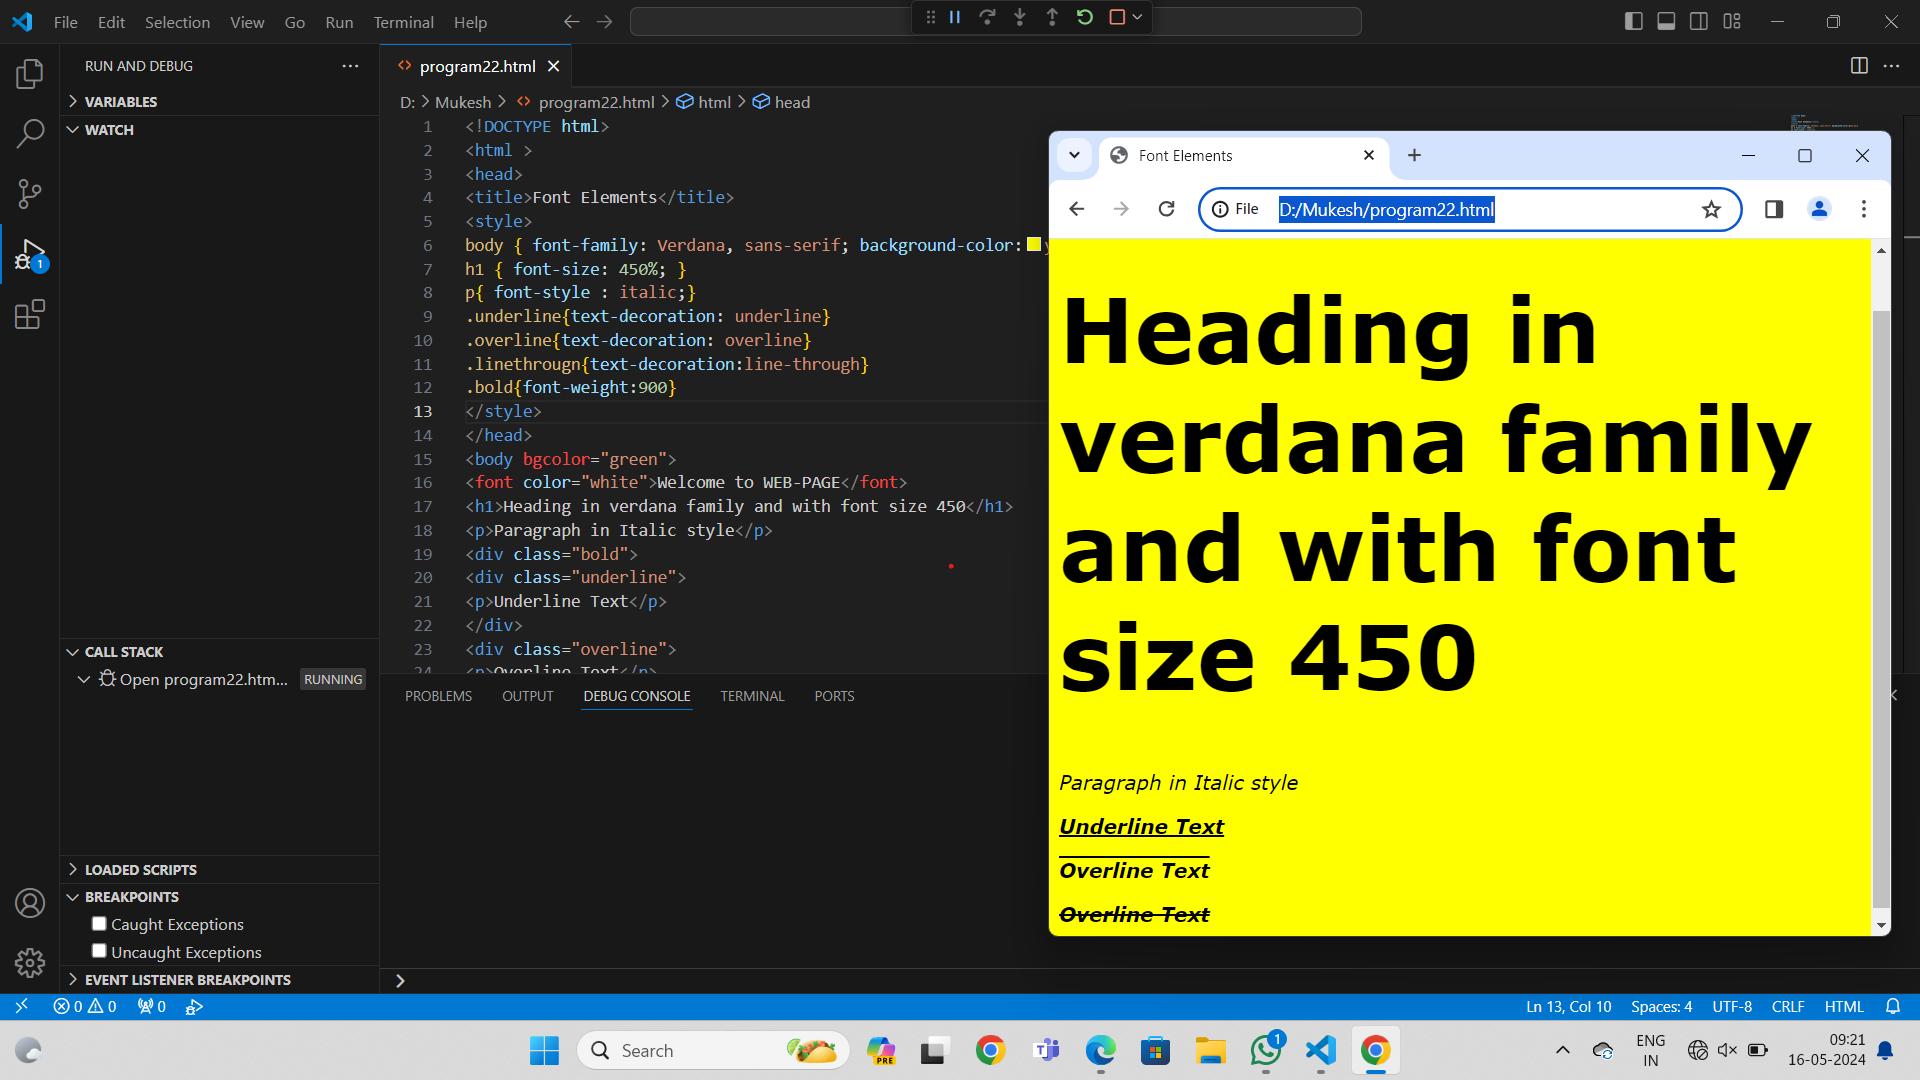 File Edit Selection View Go Run Terminal Help
RUN AND DEBUG
VARIABLES
WATCH
CALL STACK
Open program22.htm... RUNNING
LOADED SCRIPTS
BREAKPOINTS
Caught Exceptions
Uncaught Exceptions
EVENT LISTENER BREAKPOINTS
1
program22.html
D: Mukesh program22.html html head
1 <!DOCTYPE html>
2 <html >
3 <head>
4 <title>Font Elements</title>
5 <style>
6 body { font-family: Verdana, sans-serif; background-color:
7 h1 { font-size: 450%; }
8 p{ font-style : italic;}
9 .underline{text-decoration: underline}
10 .overline{text-decoration: overline}
11 .linethrougn{text-decoration:line-through}
12 .bold{font-weight:900}
13 </style>
14 </head>
15 <body bgcolor="green">
16 <font color="white">Welcome to WEB-PAGE</font>
17 <h1>Heading in verdana family and with font size 450</h1>
18 <p>Paragraph in Italic style</p>
19 <div class="bold">
20 <div class="underline">
21 <p>Underline Text</p>
22 </div>
23 <div class="overline">
24 <p>Overline Text</p>
PROBLEMS OUTPUT DEBUG CONSOLE TERMINAL PORTS
Font Elements
File D:/Mukesh/program22.html
Heading in
verdana family
and with font
size 450
Paragraph in Italic style
Underline Text
Overline Text
Overline Text
0 0 0 Ln 13, Col 10 Spaces: 4 UTF-8 CRLF HTML
Search
PRE
1
ENG
IN
09:21
16-05-2024